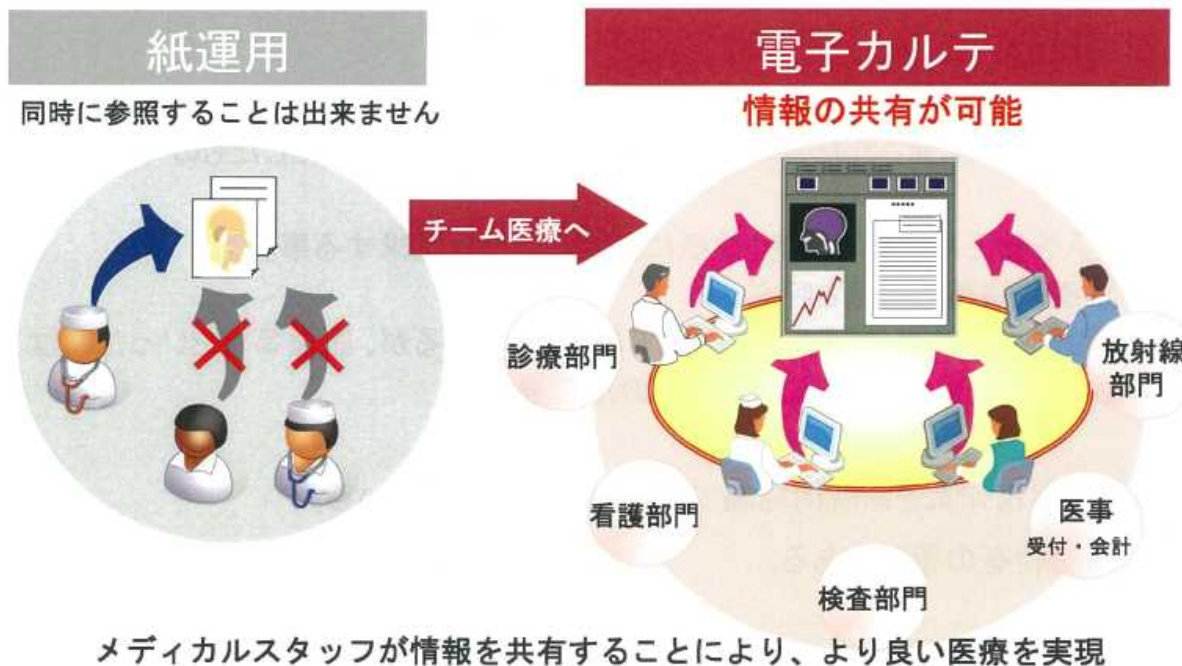 紙運用
同時に参照することは出来ません
電子カルテ
情報の共有が可能
チーム医療へ
診療部門
放射線
部門
看護部門
医事
受付・会計
検査部門
メディカルスタッフが情報を共有することにより、より良い医療を実現